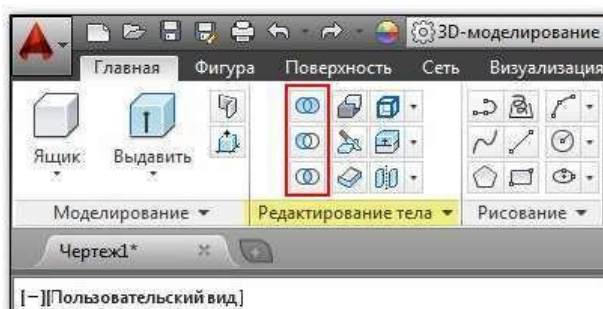 3D-моделирование
Главная Фигура Поверхность Сеть Визуализация
Ящик Выдавить
Моделирование Редактирование тела Рисование
Чертеж1*
[−][Пользовательский вид]